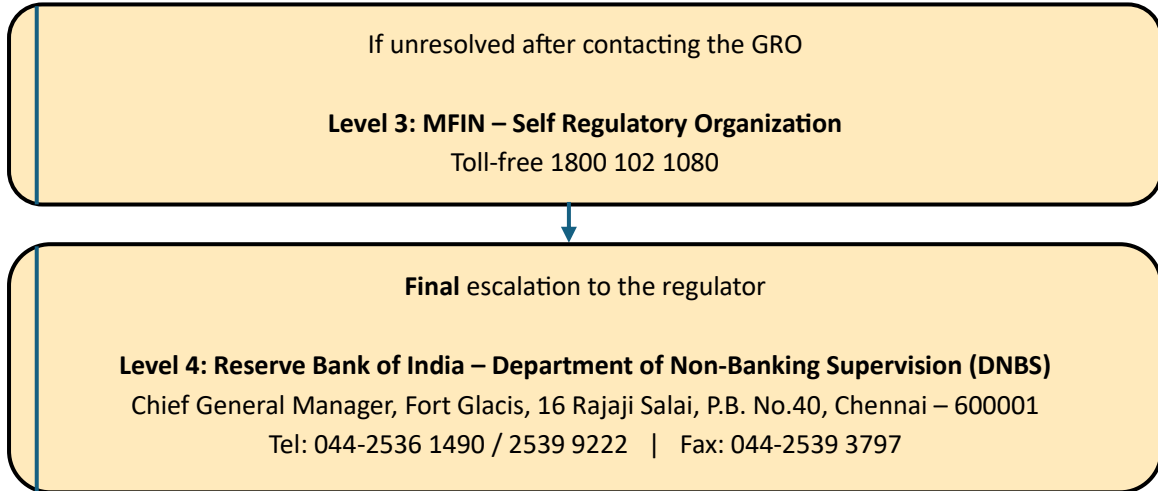 If unresolved after contacting the GRO
Level 3: MFIN – Self Regulatory Organization
Toll-free 1800 102 1080
Final escalation to the regulator
Level 4: Reserve Bank of India – Department of Non-Banking Supervision (DNBS)
Chief General Manager, Fort Glacis, 16 Rajaji Salai, P.B. No.40, Chennai – 600001
Tel: 044-2536 1490 / 2539 9222 | Fax: 044-2539 3797